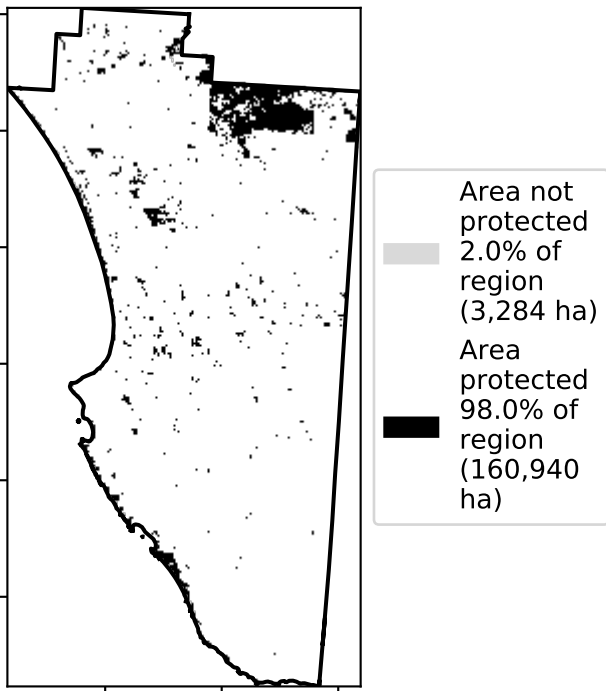 Area not
protected
2.0% of
region
(3,284 ha)
Area
protected
98.0% of
region
(160,940
ha)